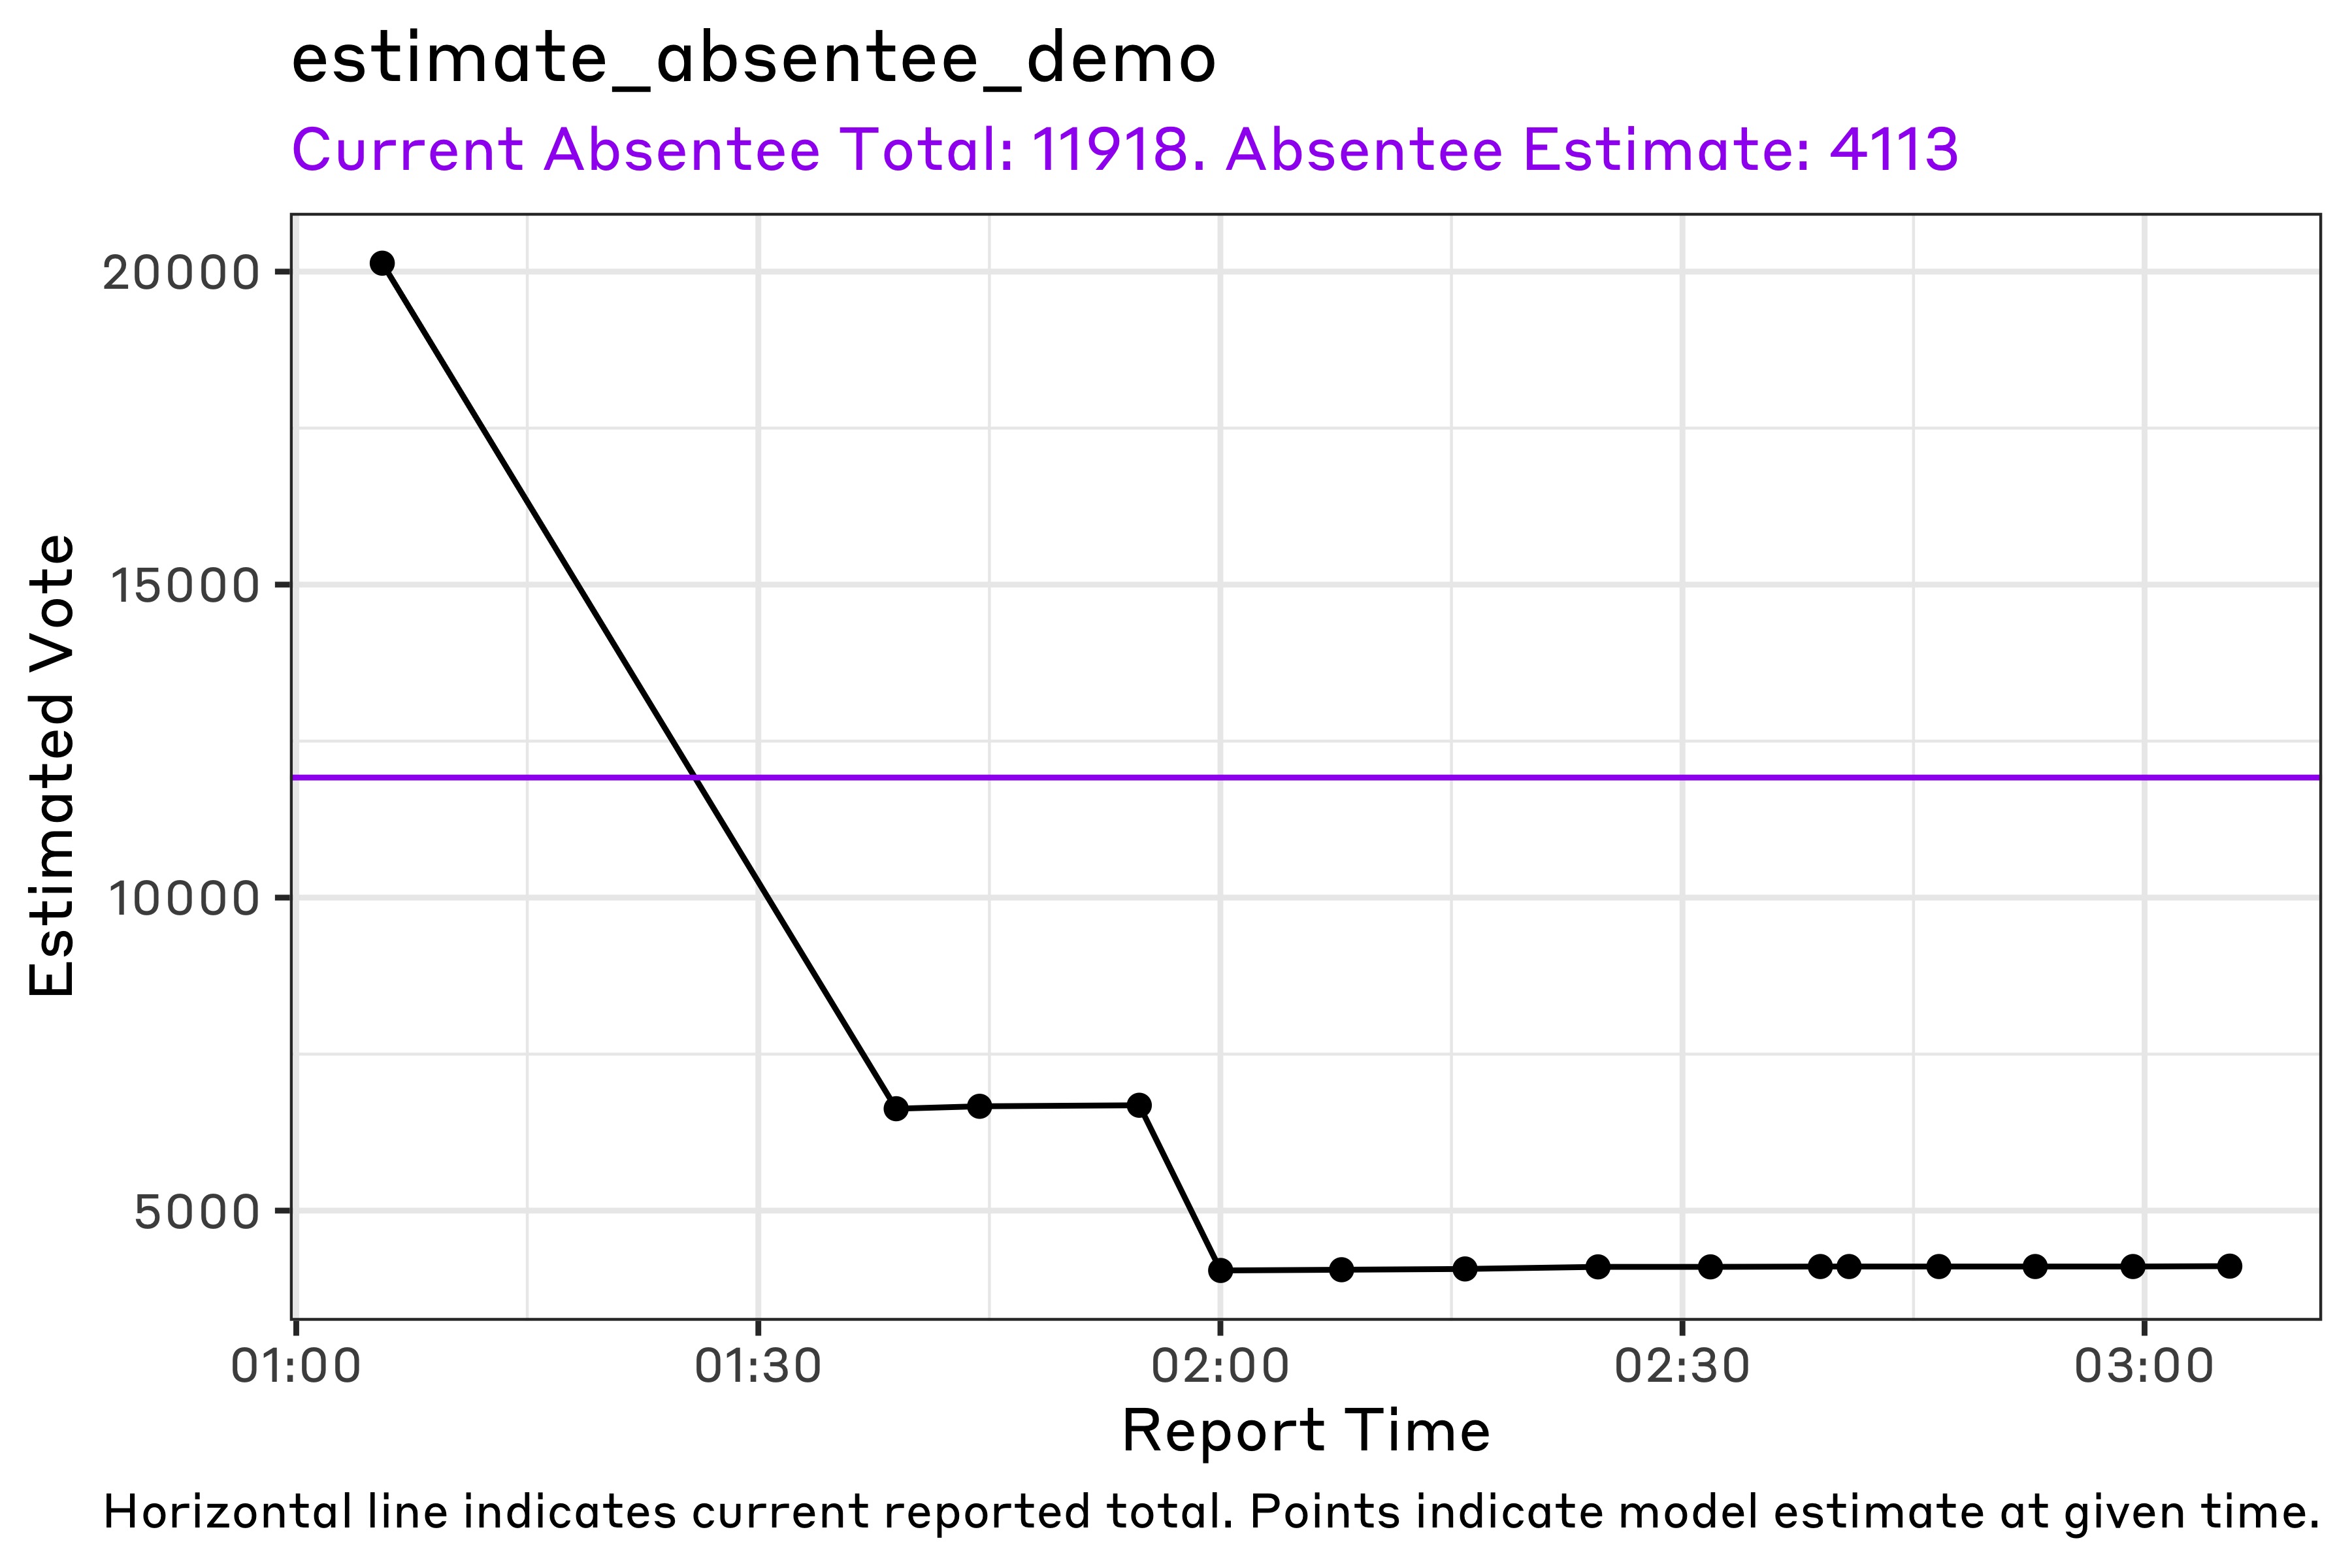 estimate_absentee_demo
Current Absentee Total: 11918. Absentee Estimate: 4113
Estimated Vote
20000
15000
10000
5000
01:00 01:30 02:00 02:30 03:00
Report Time
Horizontal line indicates current reported total. Points indicate model estimate at given time.